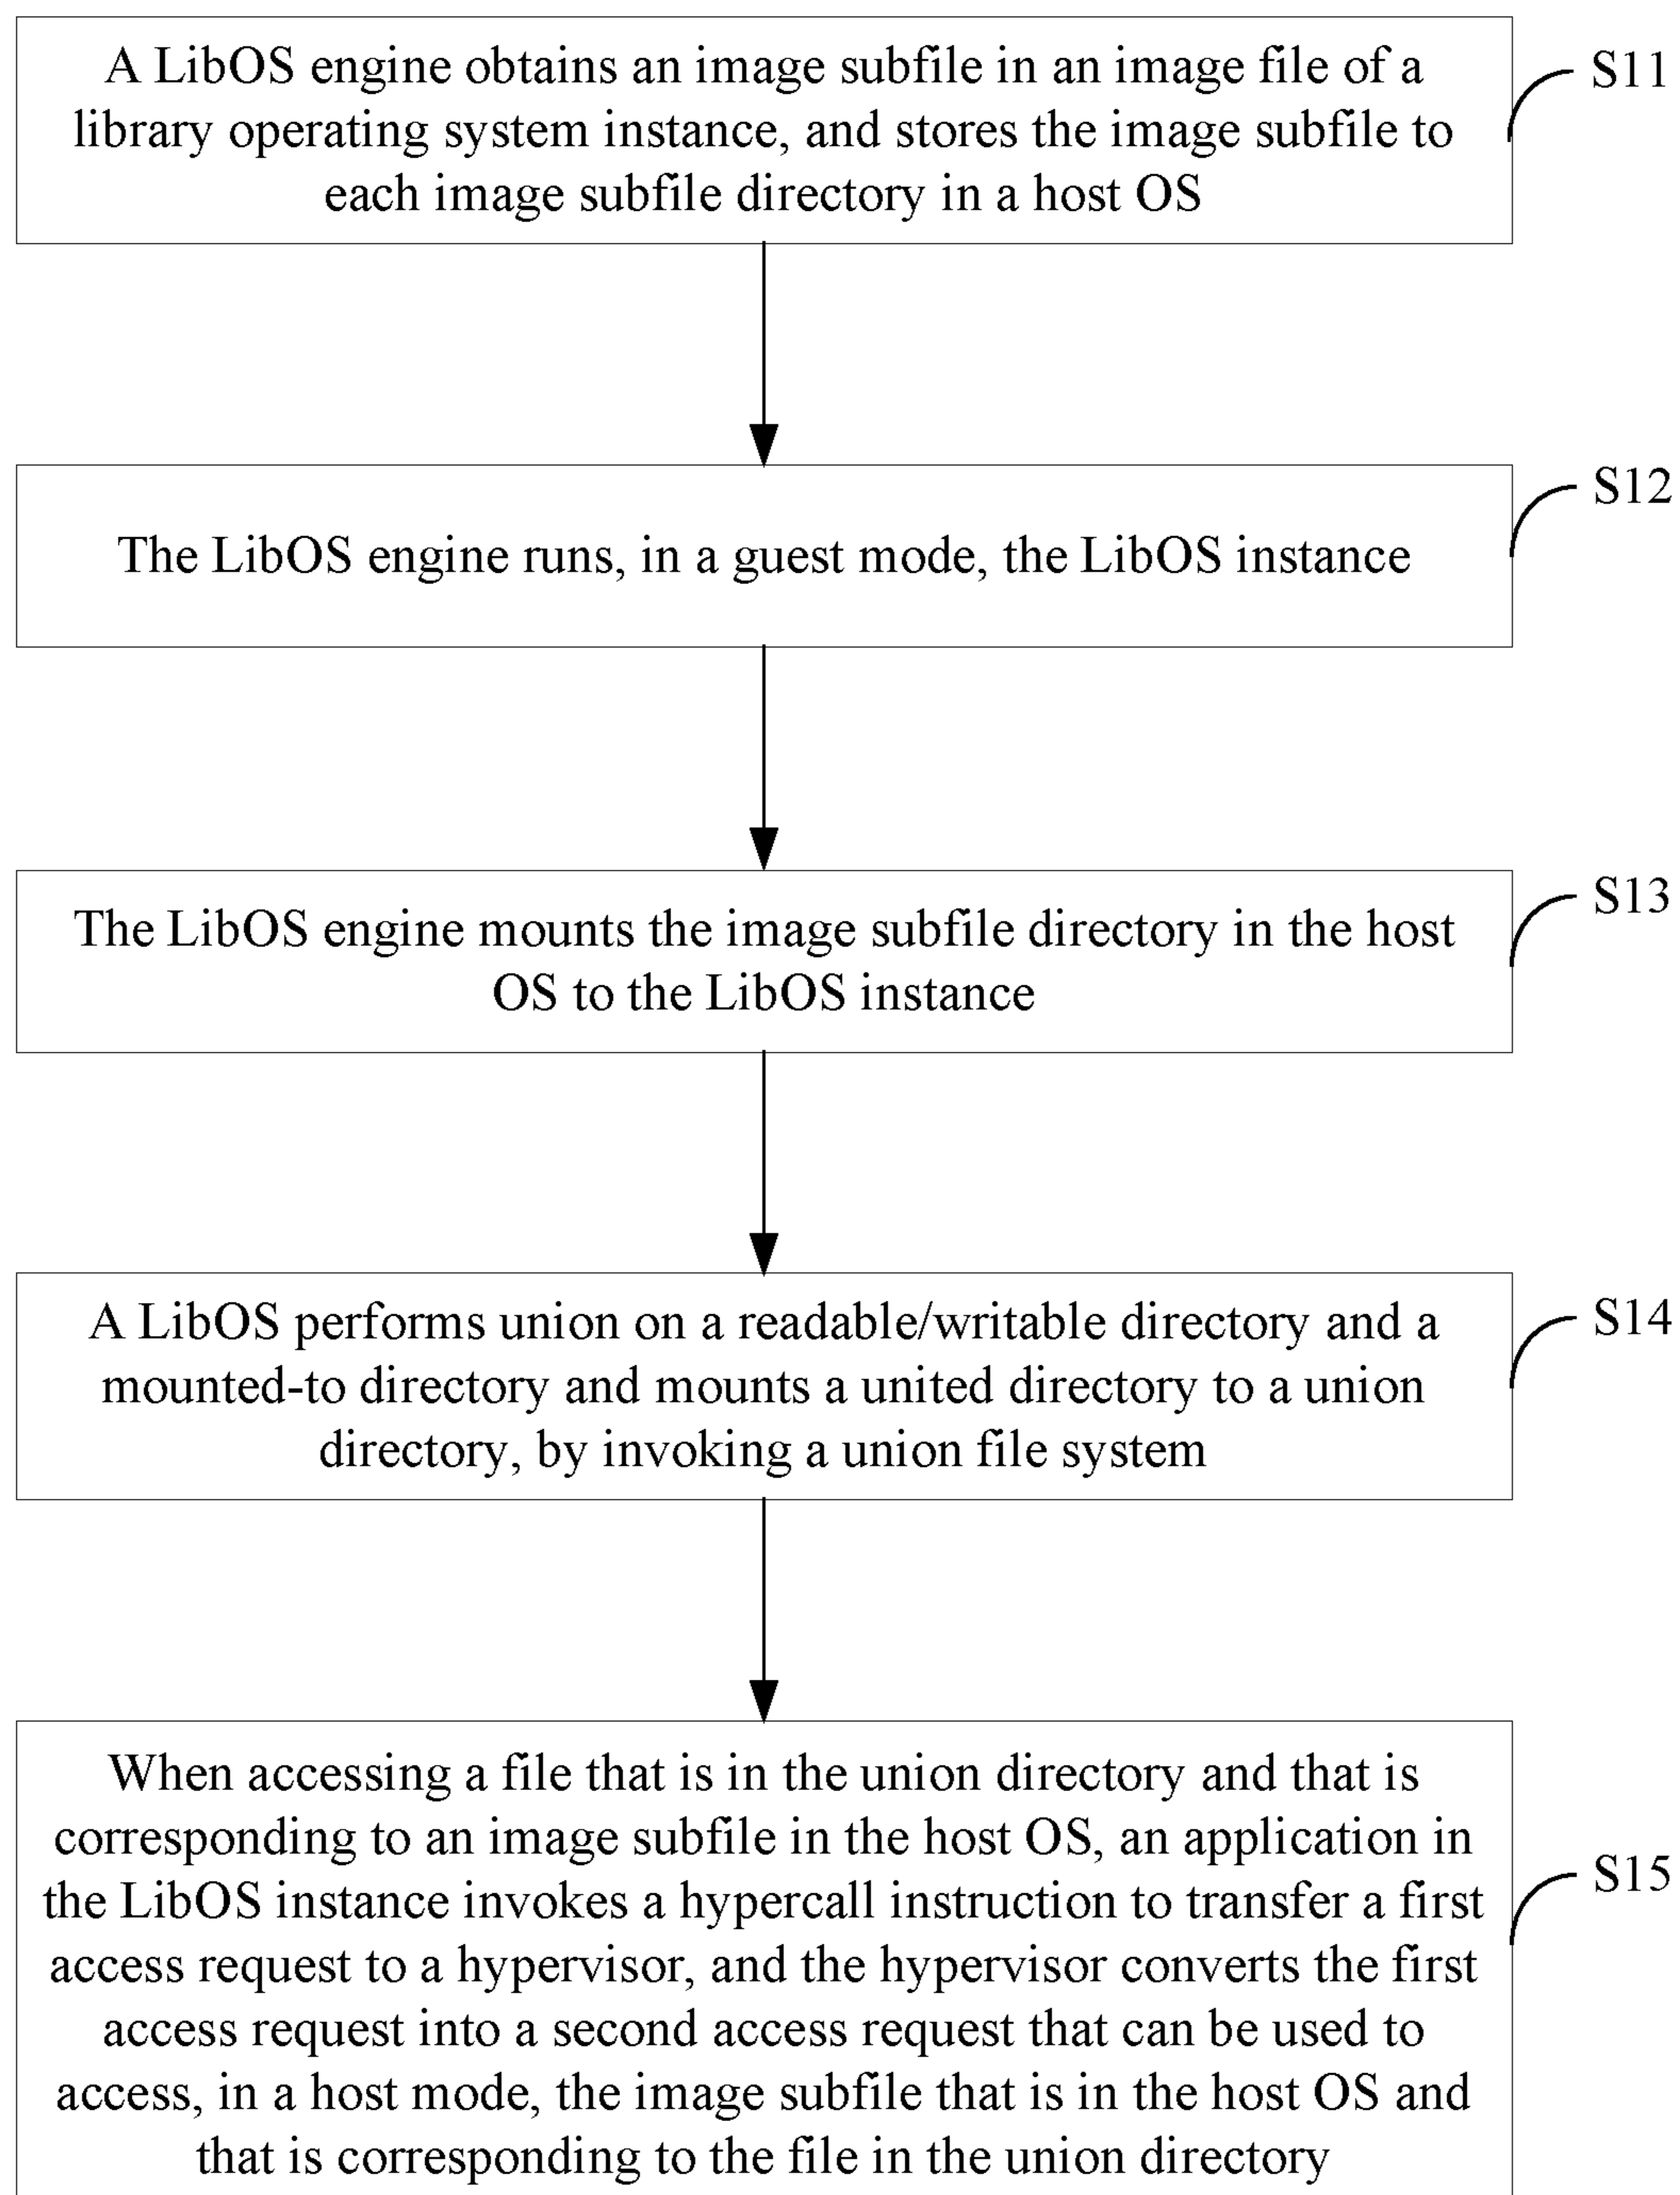 A LibOS engine obtains an image subfile in an image file of a
library operating system instance, and stores the image subfile to
each image subfile directory in a host OS
S11
The LibOS engine runs, in a guest mode, the LibOS instance
S12
The LibOS engine mounts the image subfile directory in the host
OS to the LibOS instance
S13
A LibOS performs union on a readable/writable directory and a
mounted-to directory and mounts a united directory to a union
directory, by invoking a union file system
S14
When accessing a file that is in the union directory and that is
corresponding to an image subfile in the host OS, an application in
the LibOS instance invokes a hypercall instruction to transfer a first
access request to a hypervisor, and the hypervisor converts the first
access request into a second access request that can be used to
access, in a host mode, the image subfile that is in the host OS and
that is corresponding to the file in the union directory
S15